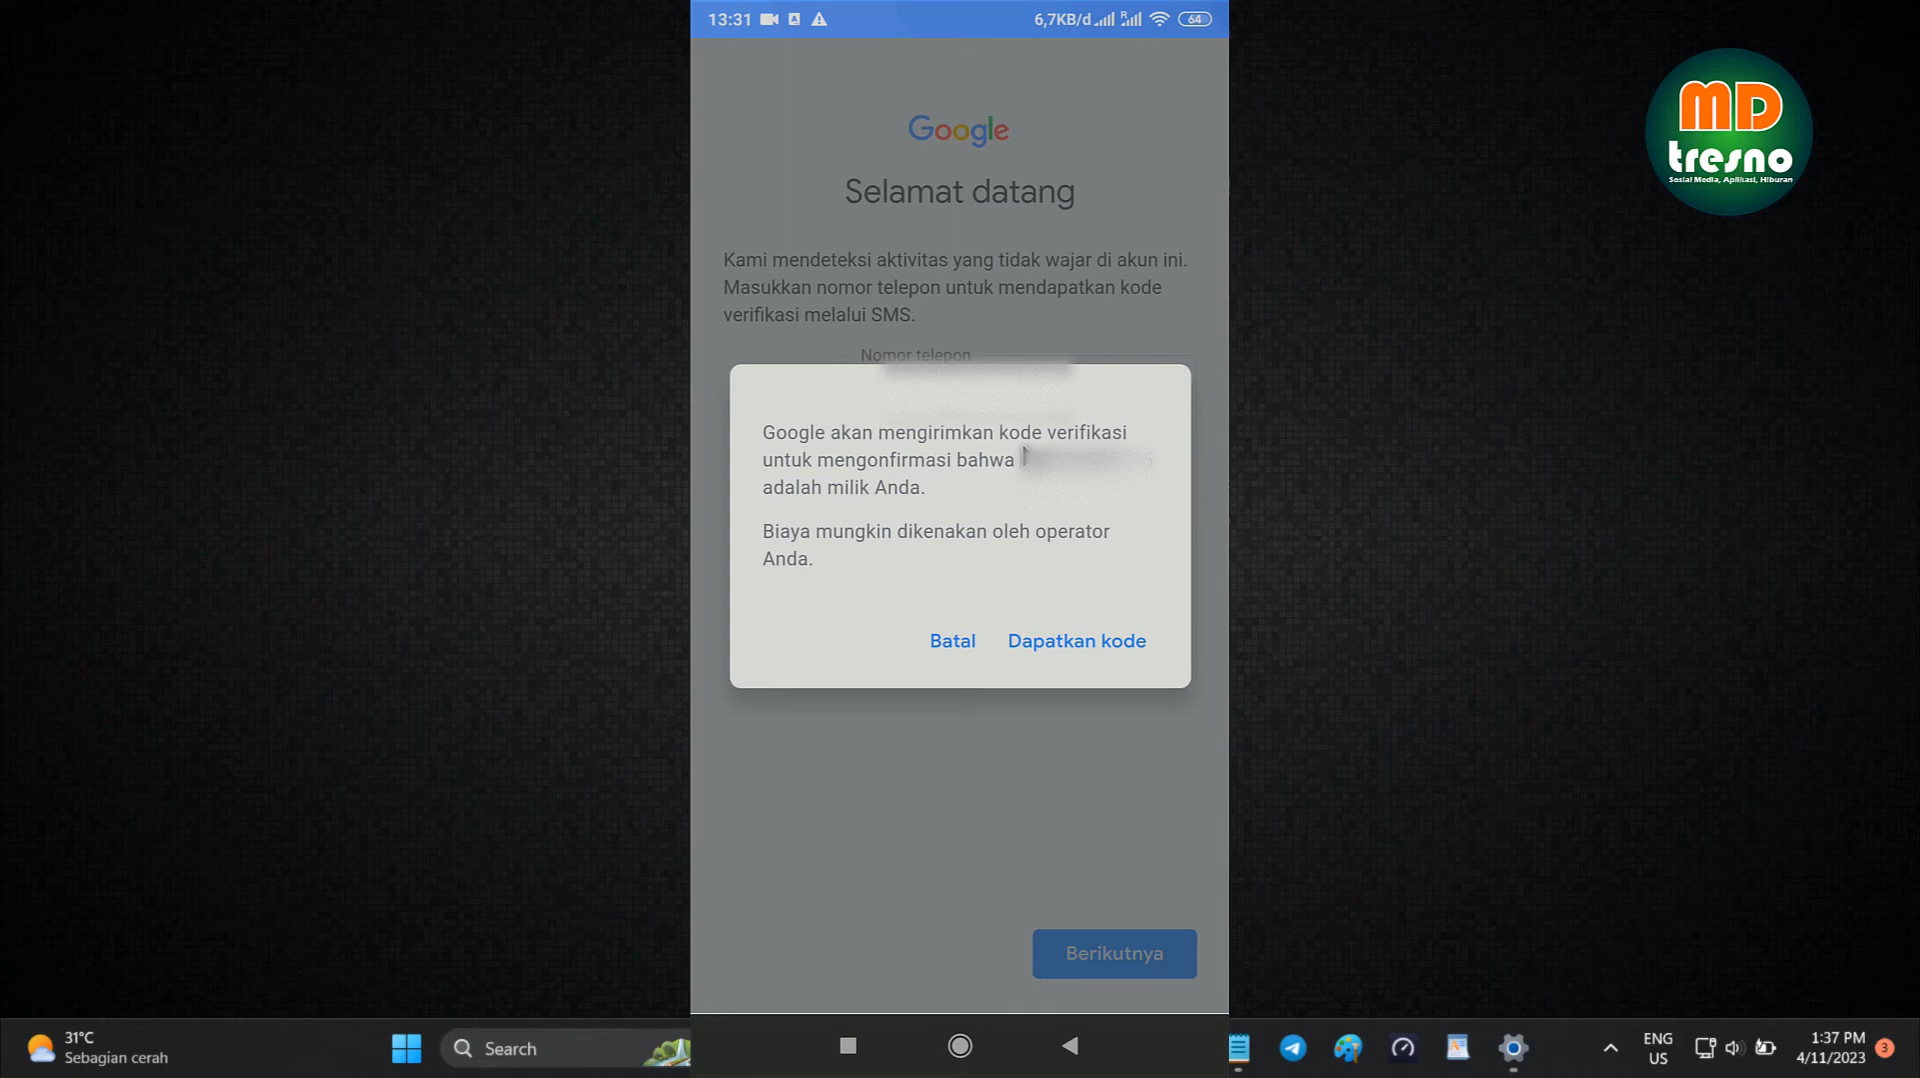 13:31
6,7KB/d
R
64
MD
tresno
Sosial Media, Aplikasi, Hiburan
Google
Selamat datang
Kami mendeteksi aktivitas yang tidak wajar di akun ini.
Masukkan nomor telepon untuk mendapatkan kode
verifikasi melalui SMS.
Nomor telepon
Google akan mengirimkan kode verifikasi
untuk mengonfirmasi bahwa
adalah milik Anda.
Biaya mungkin dikenakan oleh operator
Anda.
Batal
Dapatkan kode
Berikutnya
31°C
Sebagian cerah
Search
ENG
US
1:37 PM
4/11/2023
3